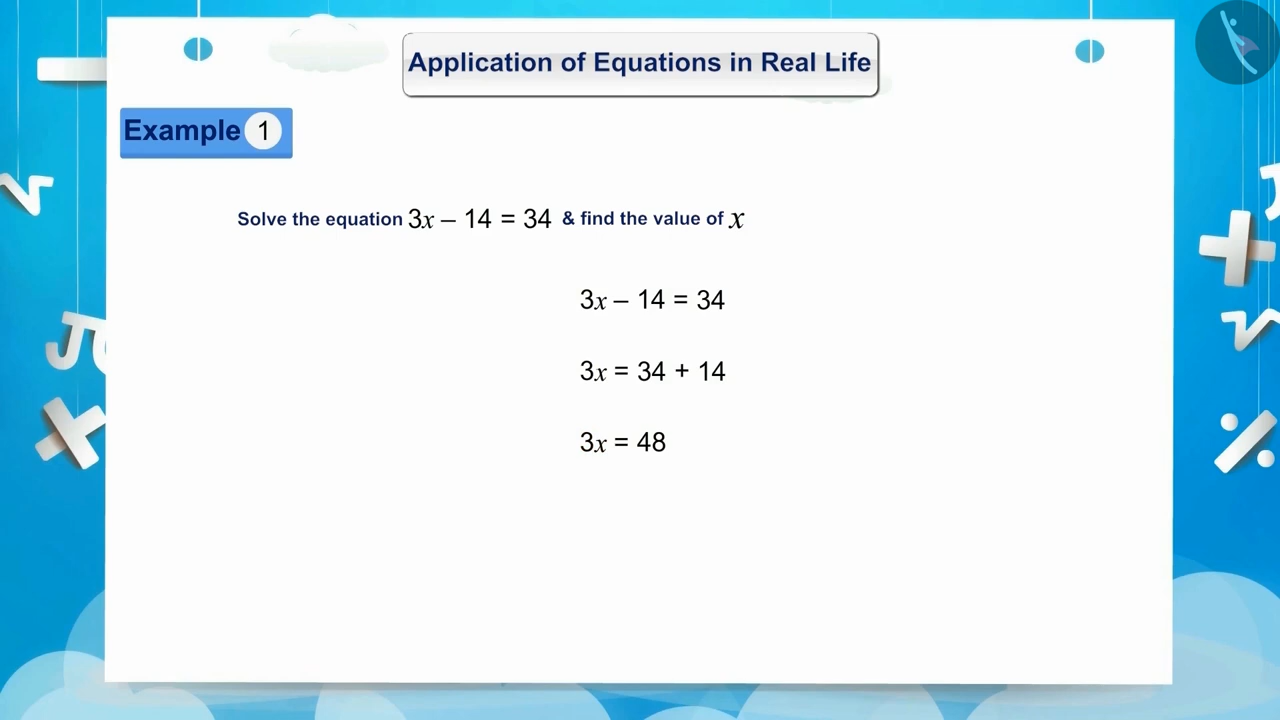 Application of Equations in Real Life
Example 1
Solve the equation 3x – 14 = 34 & find the value of x
3x – 14 = 34
3x = 34 + 14
3x = 48